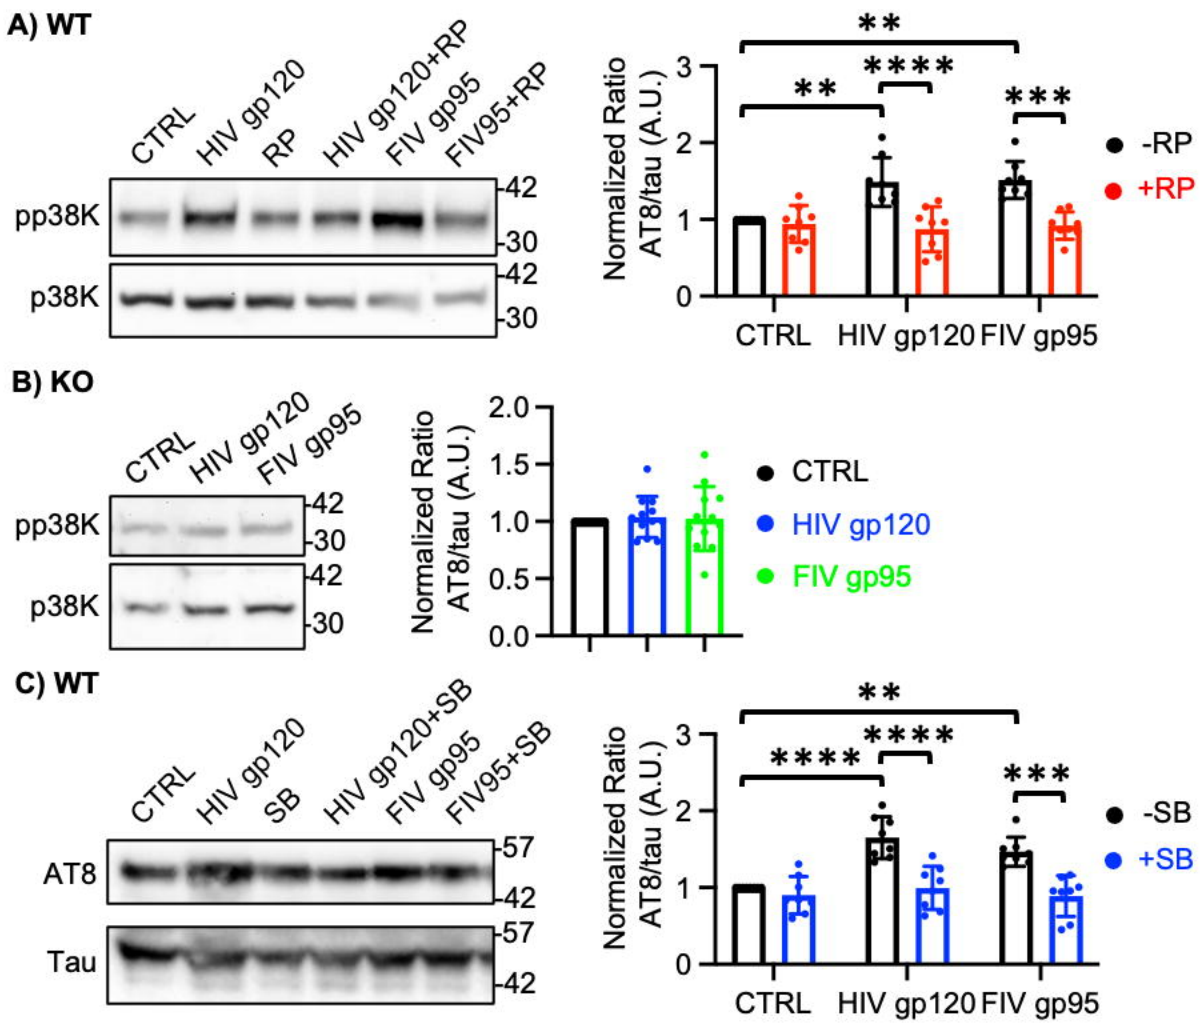 A) WT
CTRL
HIV gp120
RP
HIV gp120+RP
FIV gp95
FIV95+RP
pp38K
-42
-30
p38K
-42
-30
Normalized Ratio
AT8/tau (A.U.)
3
2
1
0
**
**
****
***
CTRL
HIV gp120
FIV gp95
-RP
+RP
B) KO
CTRL
HIV gp120
FIV gp95
pp38K
-42
-30
p38K
-42
-30
Normalized Ratio
AT8/tau (A.U.)
2.0
1.5
1.0
0.5
0.0
CTRL
HIV gp120
FIV gp95
C) WT
CTRL
HIV gp120
SB
HIV gp120+SB
FIV gp95
FIV95+SB
AT8
-57
-42
Tau
-57
-42
Normalized Ratio
AT8/tau (A.U.)
3
2
1
0
**
****
****
***
CTRL
HIV gp120
FIV gp95
-SB
+SB